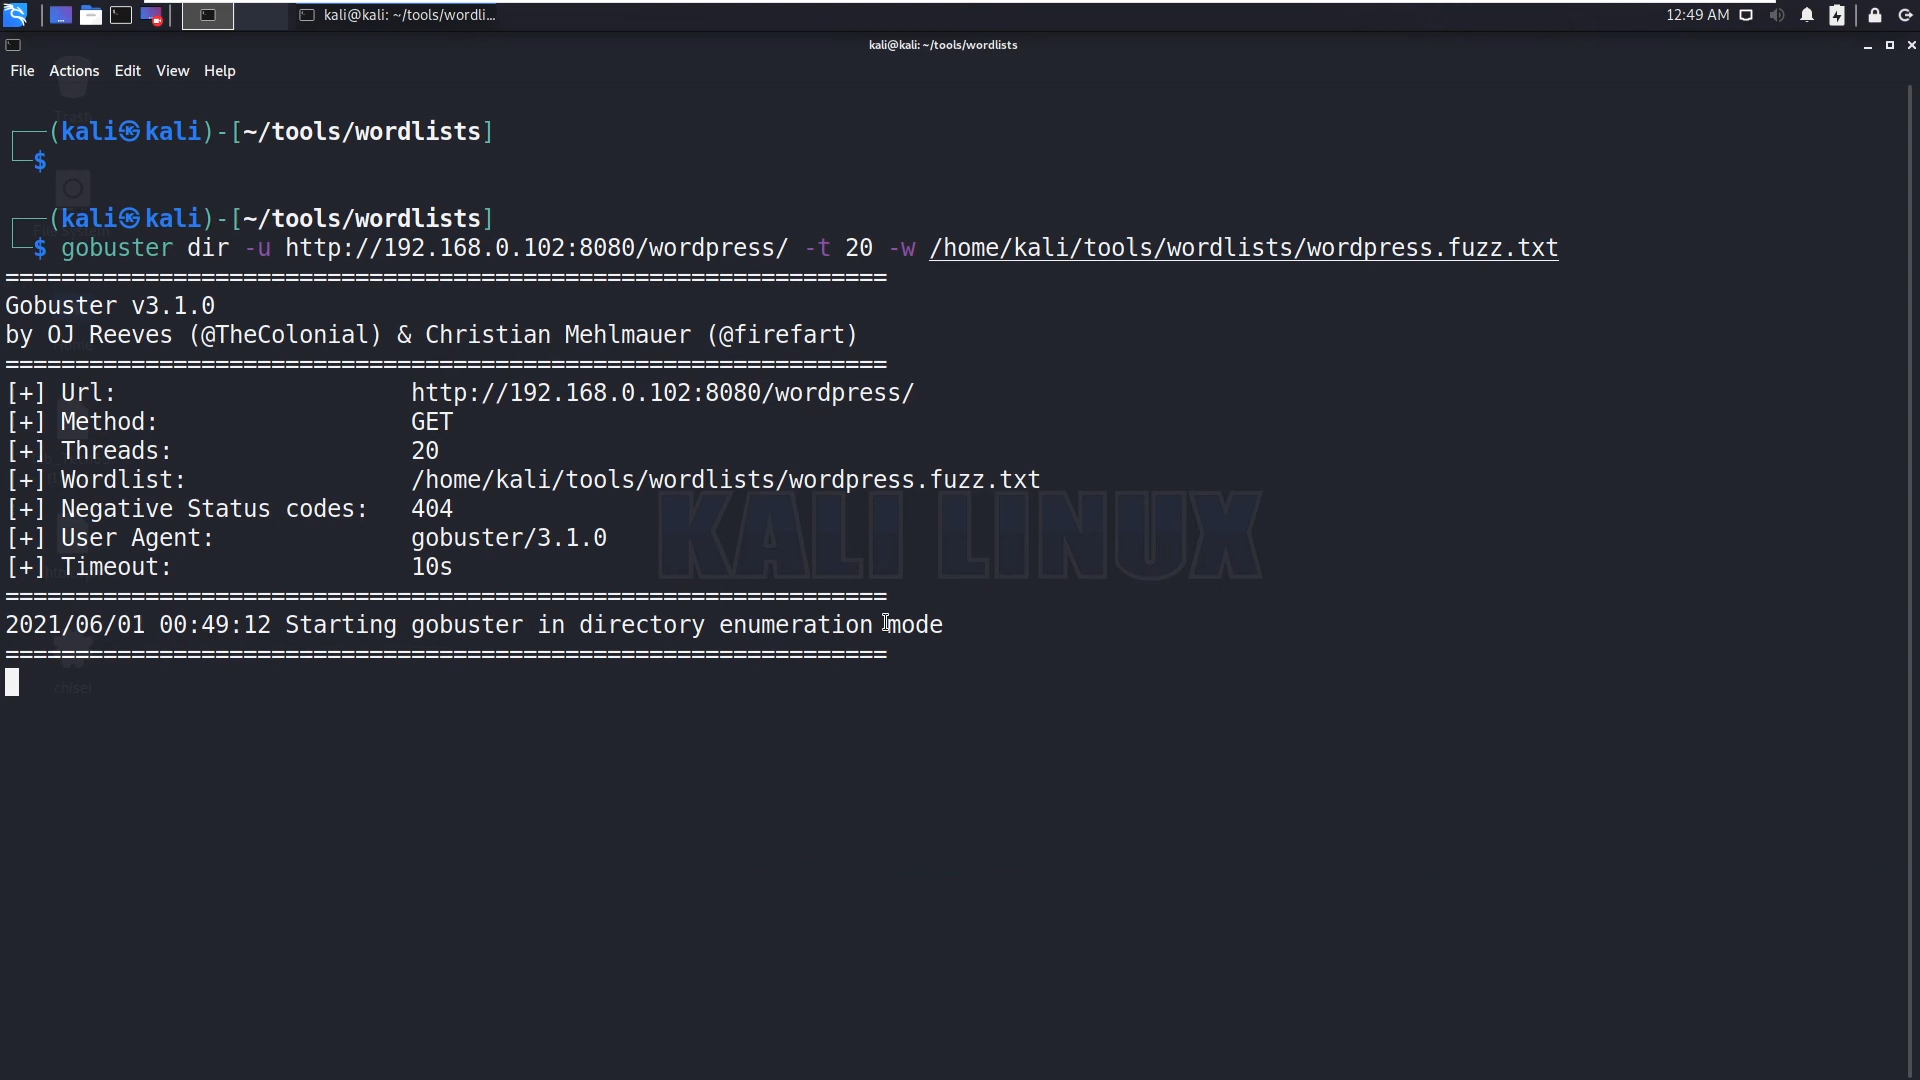 kali@kali: ~/tools/wordli...
12:49 AM
kali@kali: ~/tools/wordlists
File Actions Edit View Help
(kali㉿kali)-[~/tools/wordlists]
$
(kali㉿kali)-[~/tools/wordlists]
$ gobuster dir -u http://192.168.0.102:8080/wordpress/ -t 20 -w /home/kali/tools/wordlists/wordpress.fuzz.txt
===============================================================
Gobuster v3.1.0
by OJ Reeves (@TheColonial) & Christian Mehlmauer (@firefart)
===============================================================
[+] Url:                     http://192.168.0.102:8080/wordpress/
[+] Method:                  GET
[+] Threads:                 20
[+] Wordlist:                /home/kali/tools/wordlists/wordpress.fuzz.txt
[+] Negative Status codes:   404
[+] User Agent:              gobuster/3.1.0
[+] Timeout:                 10s
===============================================================
2021/06/01 00:49:12 Starting gobuster in directory enumeration mode
===============================================================
KALI LINUX
chisel